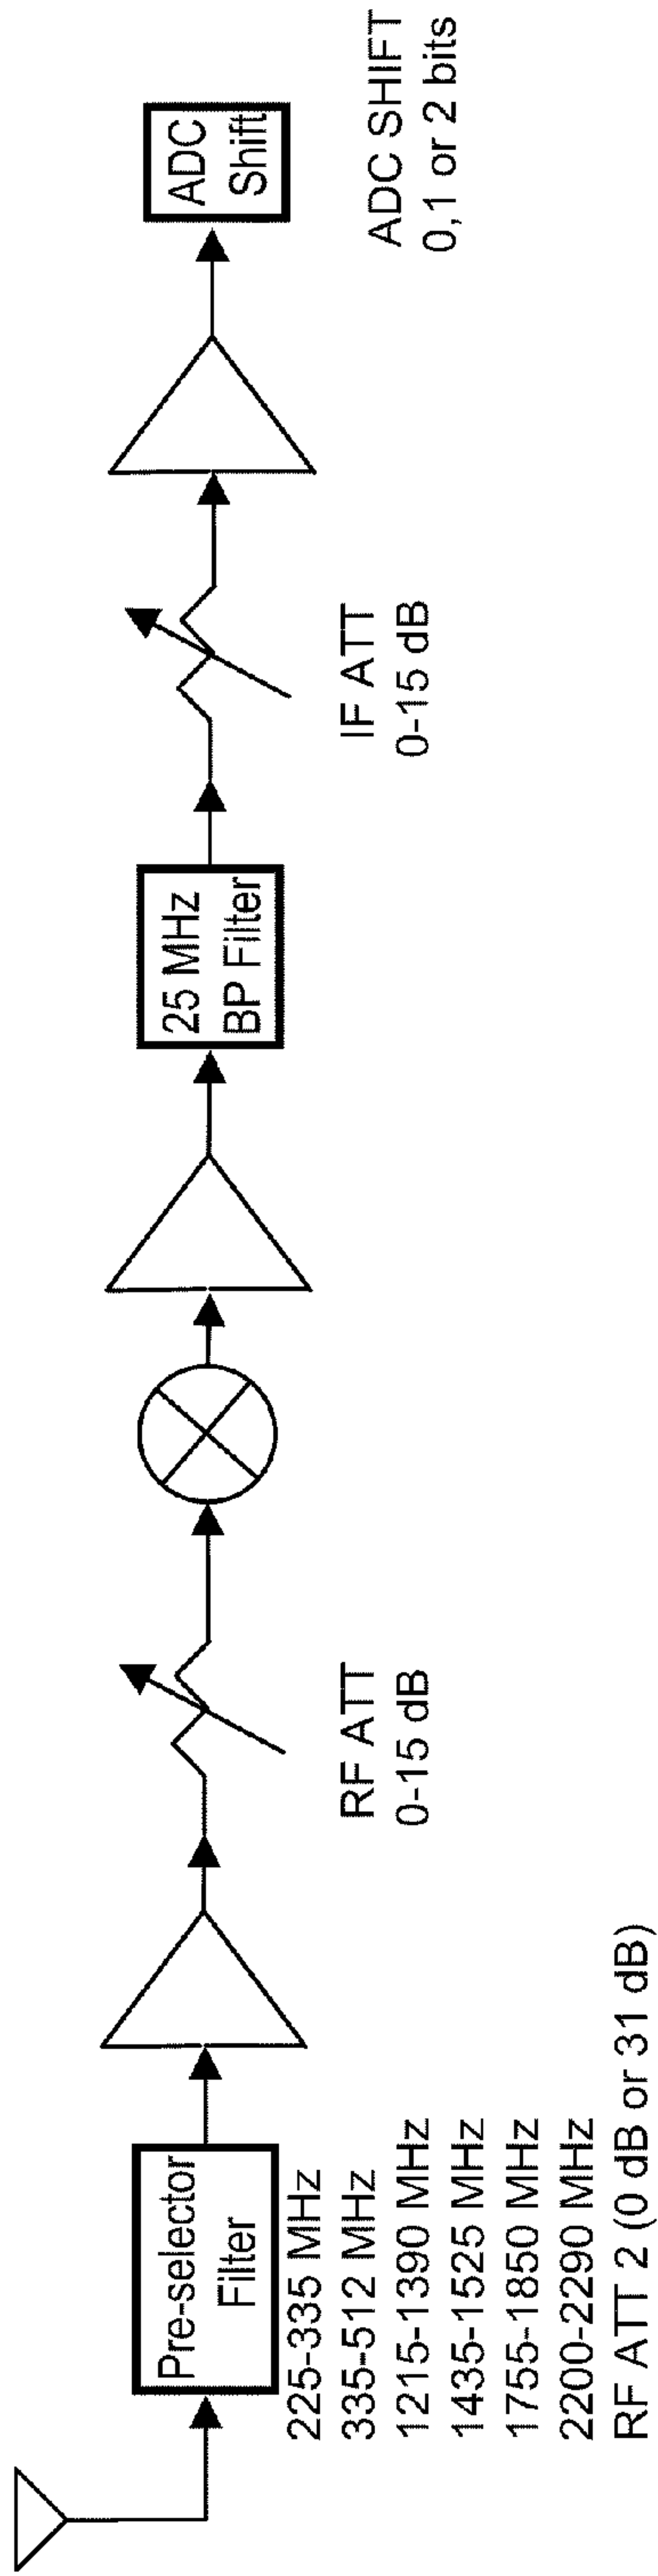 Pre-selector
Filter
225-335 MHz
335-512 MHz
1215-1390 MHz
1435-1525 MHz
1755-1850 MHz
2200-2290 MHz
RF ATT 2 (0 dB or 31 dB)
RF ATT
0-15 dB
25 MHz
BP Filter
IF ATT
0-15 dB
ADC
Shift
ADC SHIFT
0,1 or 2 bits